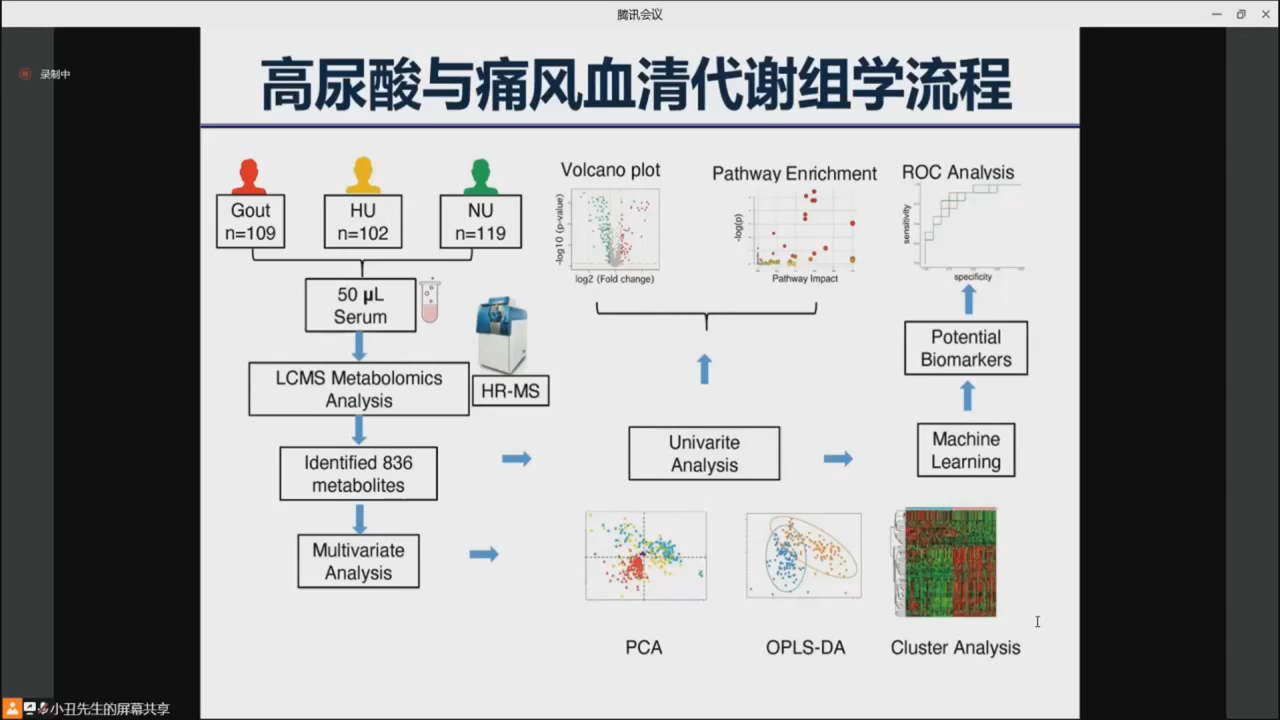 腾讯会议
录制中
高尿酸与痛风血清代谢组学流程
Gout
n=109
HU
n=102
NU
n=119
50 μL
Serum
LCMS Metabolomics
Analysis
HR-MS
Identified 836
metabolites
Multivariate
Analysis
Volcano plot
-log10 (p-value)
log2 (Fold change)
Pathway Enrichment
-log(p)
Pathway Impact
ROC Analysis
sensitivity
specificity
Potential
Biomarkers
Univarite
Analysis
Machine
Learning
PCA
OPLS-DA
Cluster Analysis
小丑先生的屏幕共享